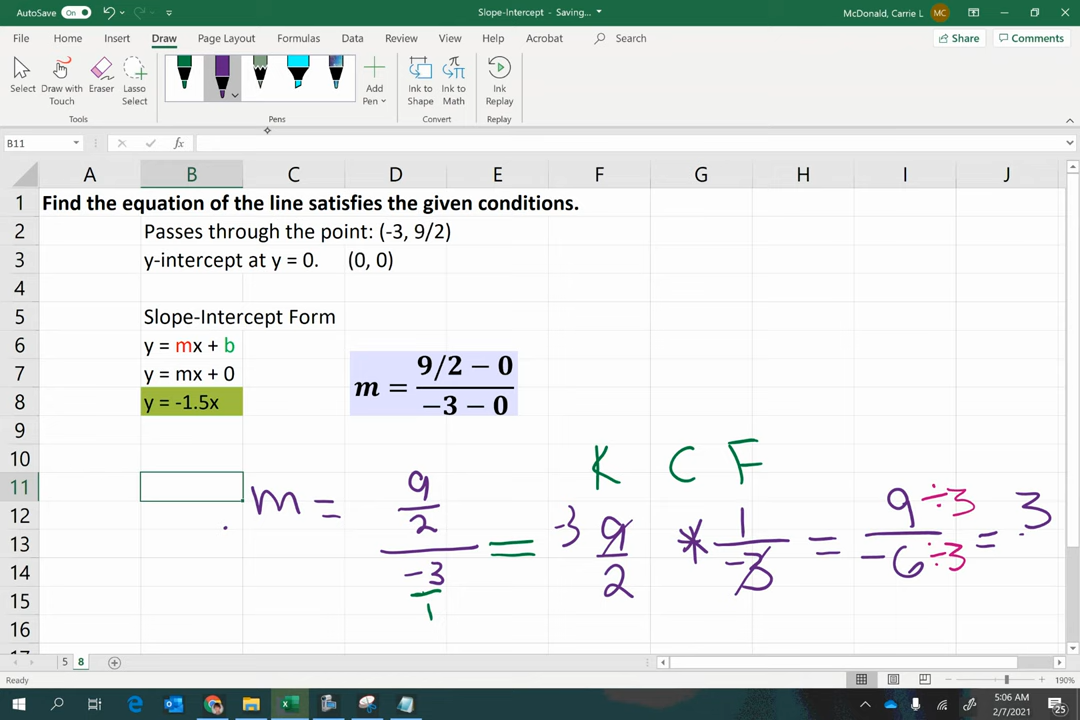 AutoSave On Slope-Intercept - Saving... McDonald, Carrie L MC
File Home Insert Draw Page Layout Formulas Data Review View Help Acrobat Search Share Comments
Select Draw with Touch Eraser Lasso Select Add Pen Ink to Shape Ink to Math Ink Replay
Tools Pens Convert Replay
B11 fx
A B C D E F G H I J
1 Find the equation of the line satisfies the given conditions.
2 Passes through the point: (-3, 9/2)
3 y-intercept at y = 0. (0, 0)
4
5 Slope-Intercept Form
6 y = mx + b
7 y = mx + 0
8 y = -1.5x
m = 9/2 − 0
−3 − 0
9
10 K C F
11
12
13
14
15
16
17
m = 9/2 / -3/1 = -3 9/2 * 1/-3 = 9÷3 / -6÷3 = 3
5 8
Ready 190%
5:06 AM
2/7/2021
25